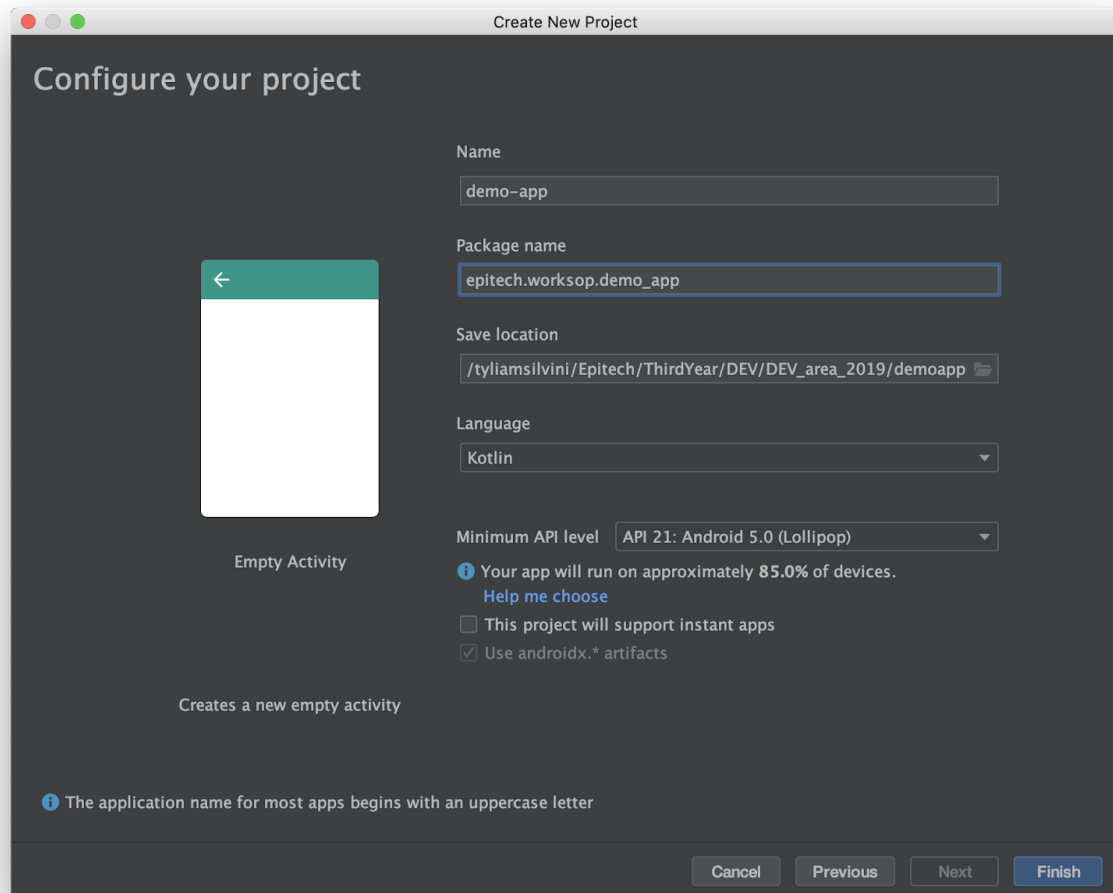 Create New Project
Configure your project
Name
demo-app
Package name
epitech.worksop.demo_app
Save location
/tyliamsilvini/Epitech/ThirdYear/DEV/DEV_area_2019/demoapp
Language
Kotlin
Minimum API level API 21: Android 5.0 (Lollipop)
Your app will run on approximately 85.0% of devices.
Help me choose
This project will support instant apps
Use androidx.* artifacts
Empty Activity
Creates a new empty activity
The application name for most apps begins with an uppercase letter
Cancel Previous Next Finish